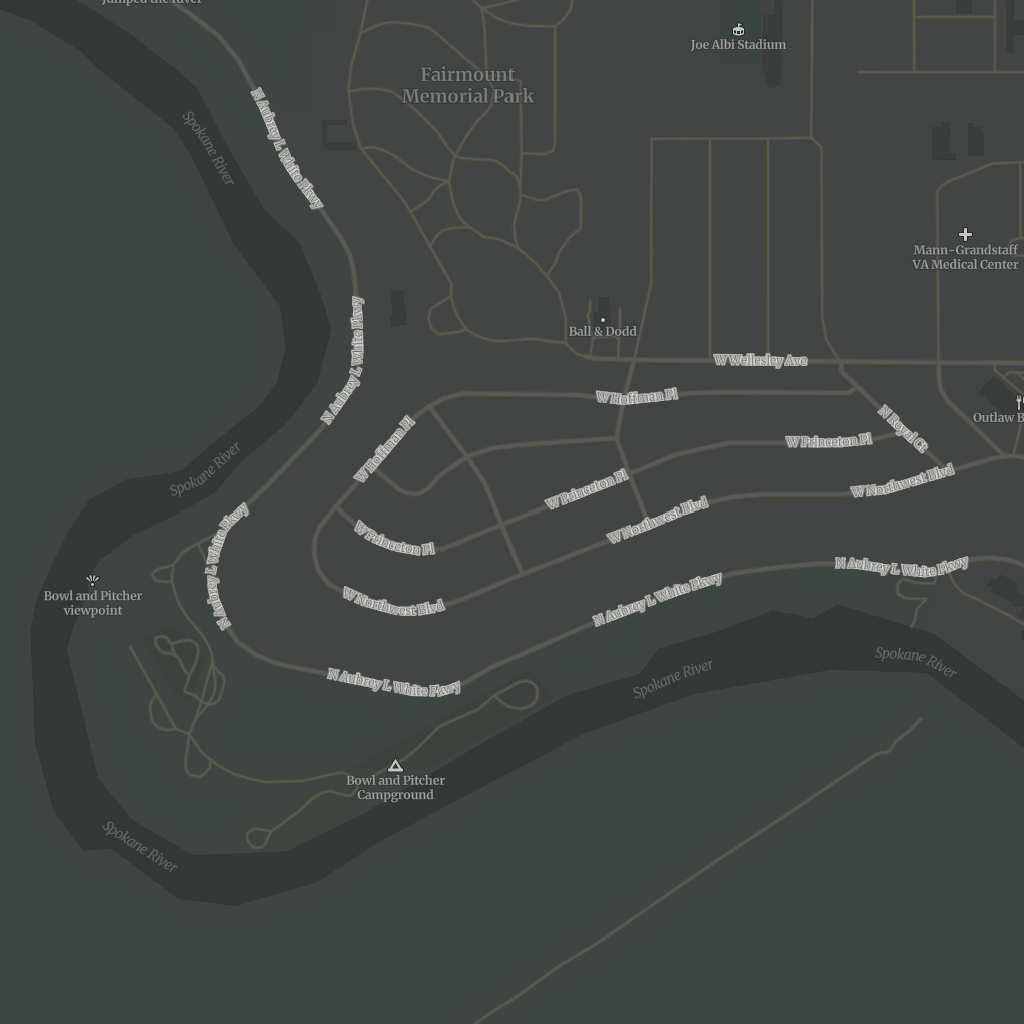 Jumped the River
Joe Albi Stadium
Fairmount
Memorial Park
N Aubrey L White Pkwy
Spokane River
Mann-Grandstaff
VA Medical Center
N Aubrey L White Pkwy
Ball & Dodd
W Wellesley Ave
W Hoffman Pl
W Hoffman Pl
N Royal Ct
Outlaw B
W Princeton Pl
Spokane River
W Princeton Pl
W Northwest Blvd
W Northwest Blvd
N Aubrey L White Pkwy
W Princeton Pl
N Aubrey L White Pkwy
Bowl and Pitcher
viewpoint
W Northwest Blvd
N Aubrey L White Pkwy
Spokane River
Spokane River
N Aubrey L White Pkwy
Bowl and Pitcher
Campground
Spokane River